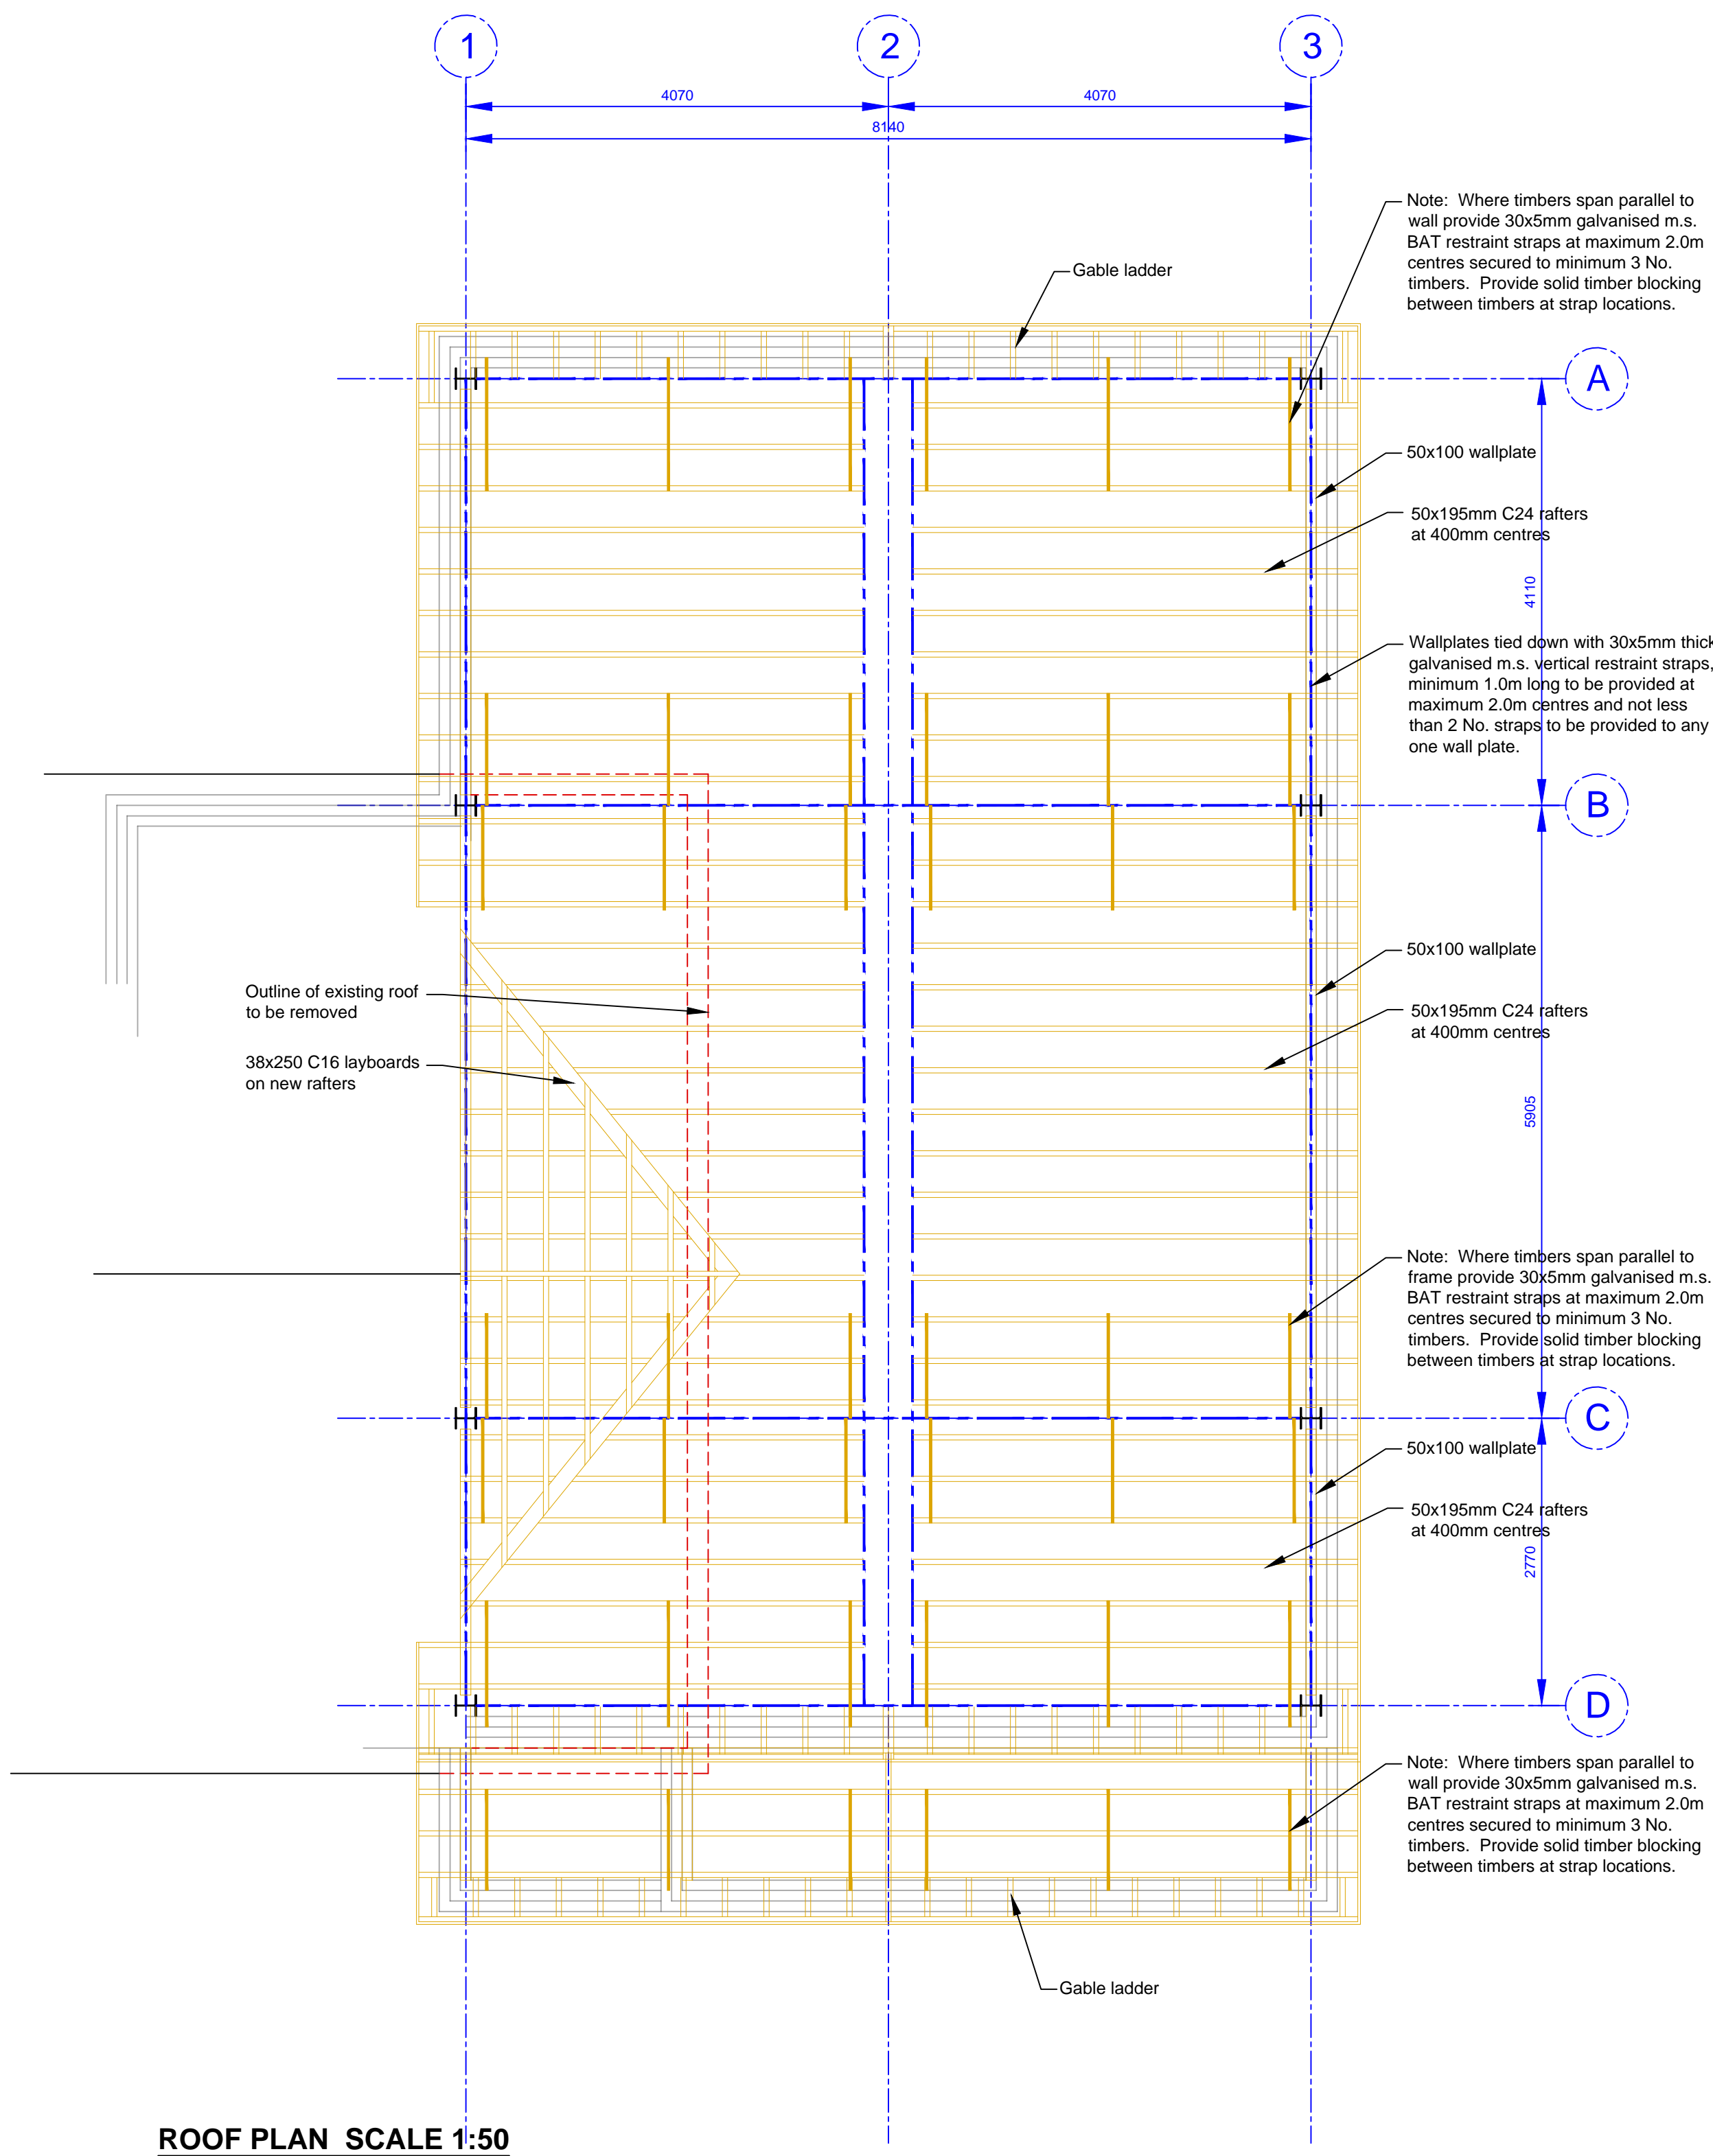 1
2
3
4070
4070
8140
Note: Where timbers span parallel to
wall provide 30x5mm galvanised m.s.
BAT restraint straps at maximum 2.0m
centres secured to minimum 3 No.
timbers. Provide solid timber blocking
between timbers at strap locations.
Gable ladder
A
50x100 wallplate
50x195mm C24 rafters
at 400mm centres
4110
Wallplates tied down with 30x5mm thick
galvanised m.s. vertical restraint straps,
minimum 1.0m long to be provided at
maximum 2.0m centres and not less
than 2 No. straps to be provided to any
one wall plate.
B
50x100 wallplate
Outline of existing roof
to be removed
50x195mm C24 rafters
at 400mm centres
38x250 C16 layboards
on new rafters
5905
Note: Where timbers span parallel to
frame provide 30x5mm galvanised m.s.
BAT restraint straps at maximum 2.0m
centres secured to minimum 3 No.
timbers. Provide solid timber blocking
between timbers at strap locations.
C
50x100 wallplate
50x195mm C24 rafters
at 400mm centres
2770
D
Note: Where timbers span parallel to
wall provide 30x5mm galvanised m.s.
BAT restraint straps at maximum 2.0m
centres secured to minimum 3 No.
timbers. Provide solid timber blocking
between timbers at strap locations.
Gable ladder
ROOF PLAN SCALE 1:50